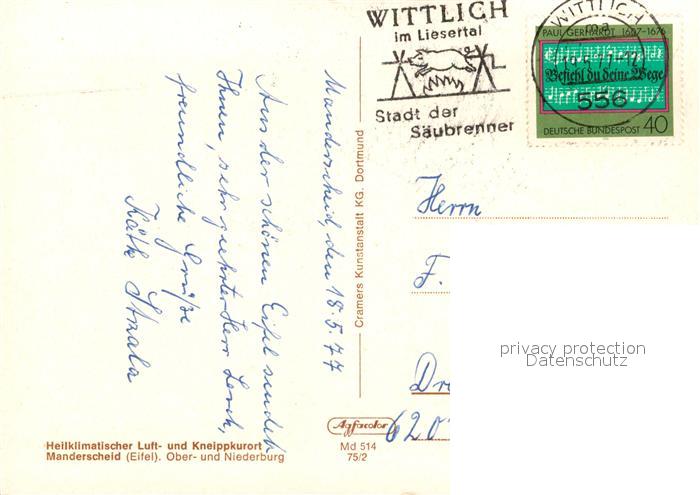 WITTLICH
im Liesertal
Stadt der
Säubrenner
WITTLICH
556
PAUL GERHARDT 1607-1676
Befiehl du deine Wege
DEUTSCHE BUNDESPOST 40
Manderscheid, den 18.5.77
Aus der schönen Eifel sendet
Ihnen, sehr geehrter Herr
freundliche Grüße
Käthe
Cramers Kunstanstalt KG. Dortmund
Herrn
F.
Dr
620
privacy protection
Datenschutz
Agfacolor
Md 514
75/2
Heilklimatischer Luft- und Kneippkurort
Manderscheid (Eifel). Ober- und Niederburg